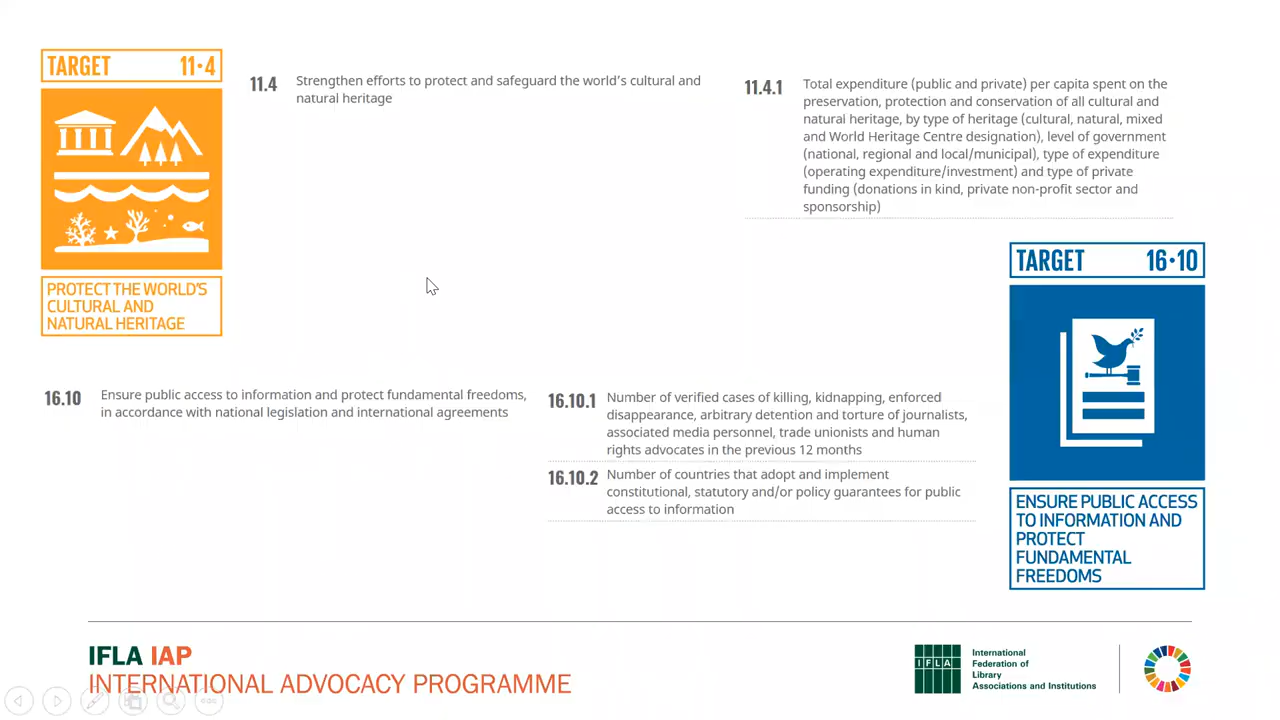 TARGET 11·4
PROTECT THE WORLD'S
CULTURAL AND
NATURAL HERITAGE
11.4 Strengthen efforts to protect and safeguard the world's cultural and
natural heritage
11.4.1 Total expenditure (public and private) per capita spent on the
preservation, protection and conservation of all cultural and
natural heritage, by type of heritage (cultural, natural, mixed
and World Heritage Centre designation), level of government
(national, regional and local/municipal), type of expenditure
(operating expenditure/investment) and type of private
funding (donations in kind, private non-profit sector and
sponsorship)
TARGET 16·10
ENSURE PUBLIC ACCESS
TO INFORMATION AND
PROTECT
FUNDAMENTAL
FREEDOMS
16.10 Ensure public access to information and protect fundamental freedoms,
in accordance with national legislation and international agreements
16.10.1 Number of verified cases of killing, kidnapping, enforced
disappearance, arbitrary detention and torture of journalists,
associated media personnel, trade unionists and human
rights advocates in the previous 12 months
16.10.2 Number of countries that adopt and implement
constitutional, statutory and/or policy guarantees for public
access to information
IFLA IAP
INTERNATIONAL ADVOCACY PROGRAMME
IFLA
International
Federation of
Library
Associations and Institutions